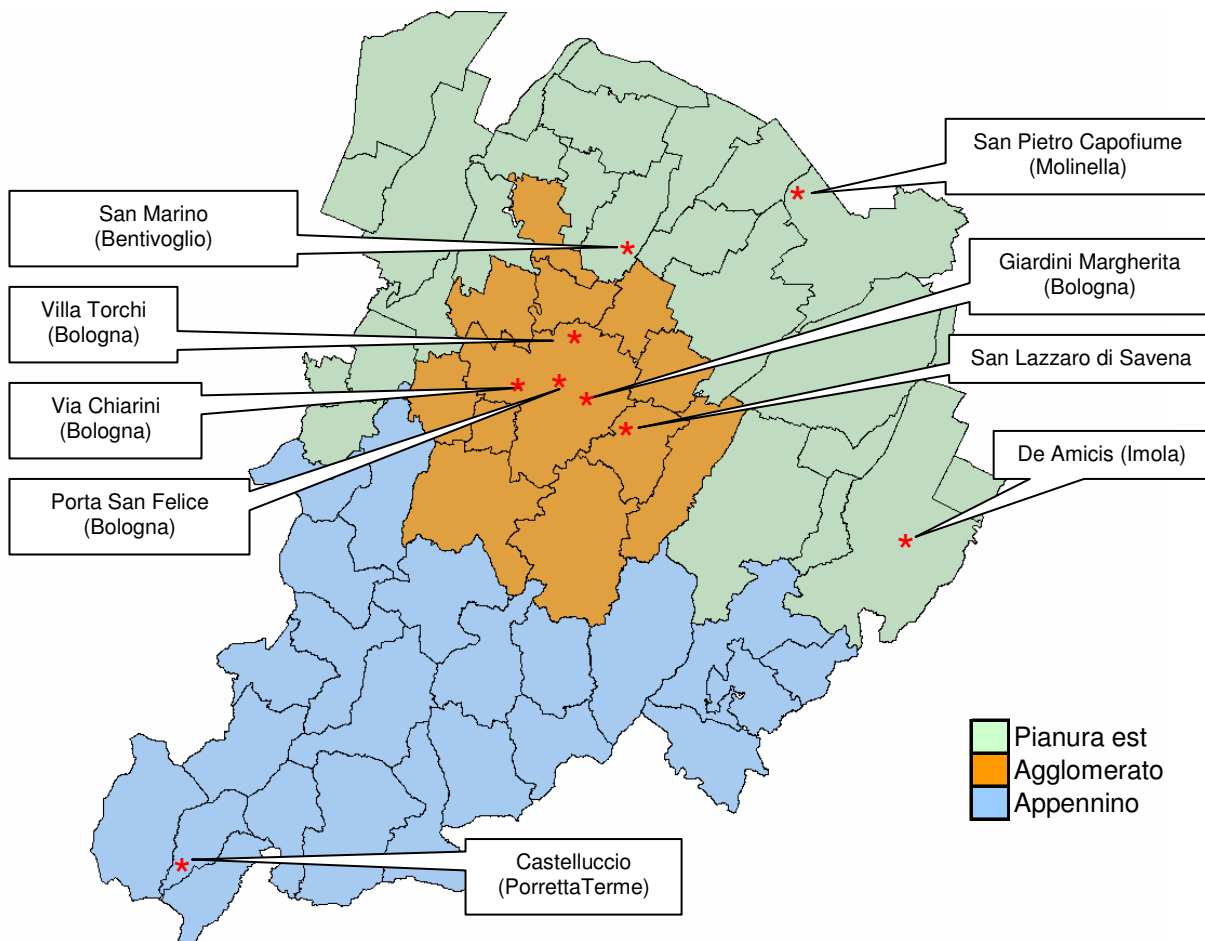 San Pietro Capofiume
(Molinella)
San Marino
(Bentivoglio)
Giardini Margherita
(Bologna)
Villa Torchi
(Bologna)
San Lazzaro di Savena
Via Chiarini
(Bologna)
De Amicis (Imola)
Porta San Felice
(Bologna)
Pianura est
Agglomerato
Appennino
Castelluccio
(PorrettaTerme)